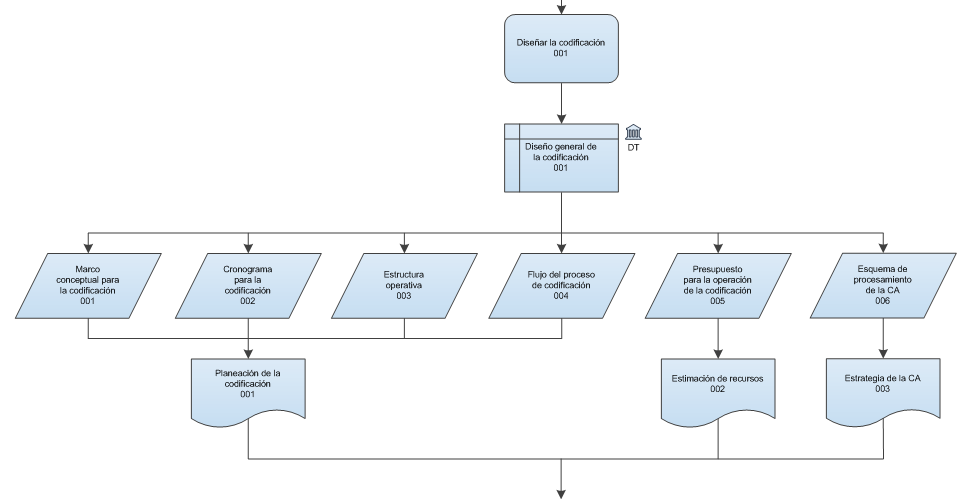 Diseñar la codificación
001
Diseño general de
la codificación
001
DT
Marco
conceptual para
la codificación
001
Cronograma
para la
codificación
002
Estructura
operativa
003
Flujo del proceso
de codificación
004
Presupuesto
para la operación
de la codificación
005
Esquema de
procesamiento
de la CA
006
Planeación de la
codificación
001
Estimación de recursos
002
Estrategia de la CA
003